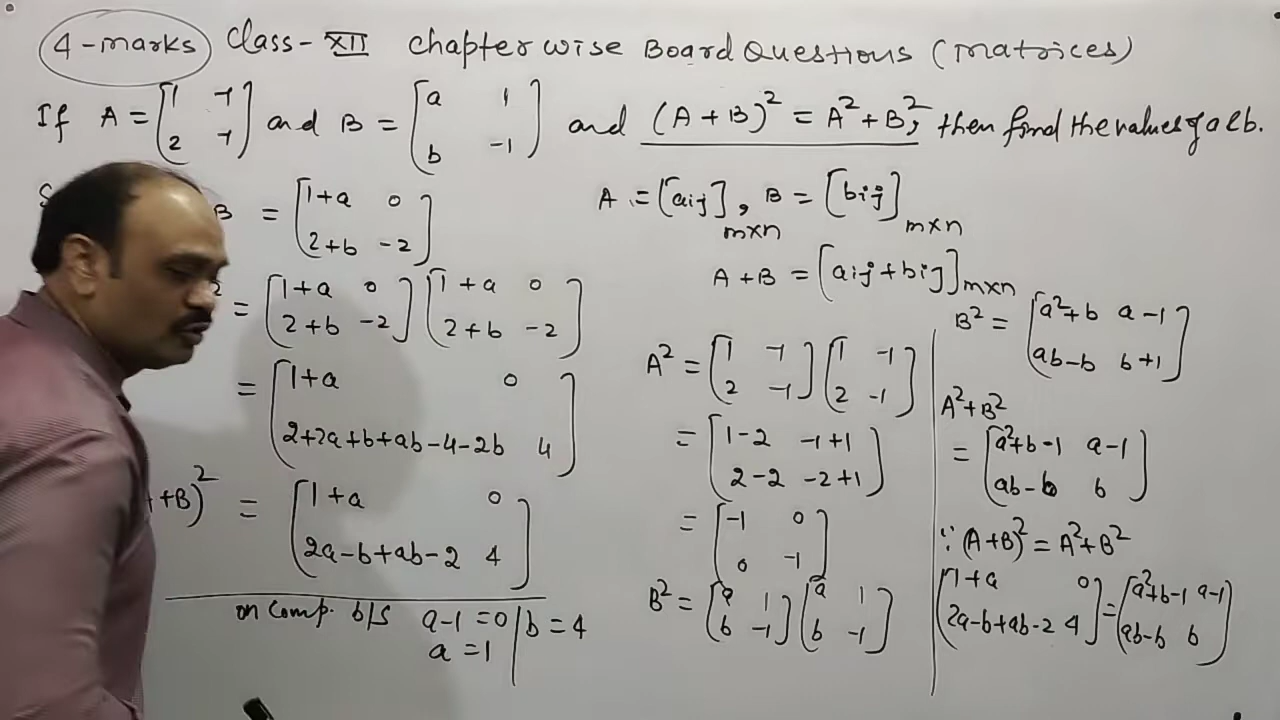 4-marks Class-XII Chapterwise Board Questions (Matrices)
If A = [1 -1; 2 -1] and B = [a 1; b -1] and (A+B)² = A²+B², then find the values of a & b.
B = [1+a 0; 2+b -2]
A = [aij]m×n, B = [bij]m×n
A+B = [aij+bij]m×n
2 = [1+a 0; 2+b -2] [1+a 0; 2+b -2]
= [1+a 0; 2+2a+b+ab-4-2b 4]
+B)² = [1+a 0; 2a-b+ab-2 4]
on Comp. b/s a-1=0 | b=4
a=1
A² = [1 -1; 2 -1] [1 -1; 2 -1]
= [1-2 -1+1; 2-2 -2+1]
= [-1 0; 0 -1]
B² = [a 1; b -1] [a 1; b -1]
B² = [a²+b a-1; ab-b b+1]
A²+B²
= [a²+b-1 a-1; ab-b b]
∵ (A+B)² = A²+B²
[1+a 0; 2a-b+ab-2 4] = [a²+b-1 a-1; ab-b b]